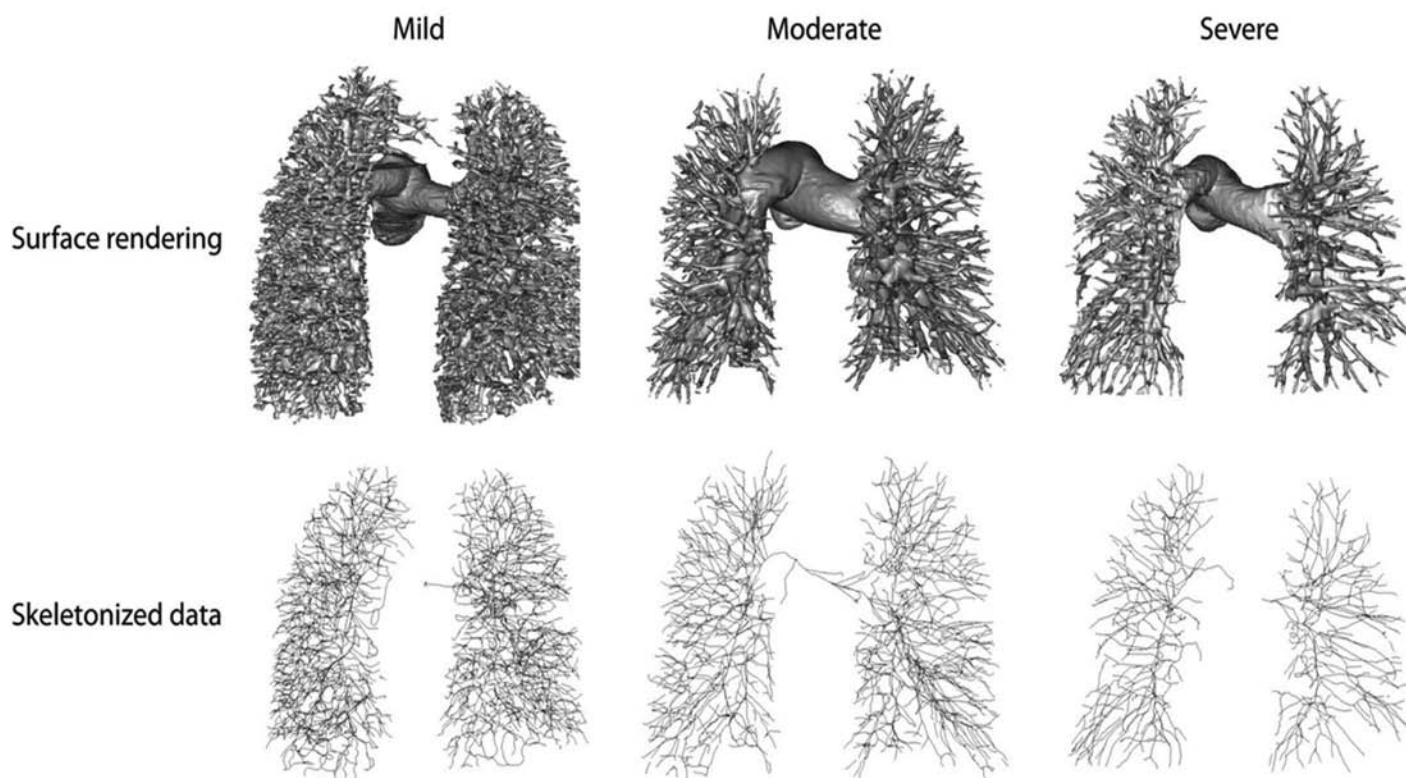 Mild
Moderate
Severe
Surface rendering
Skeletonized data